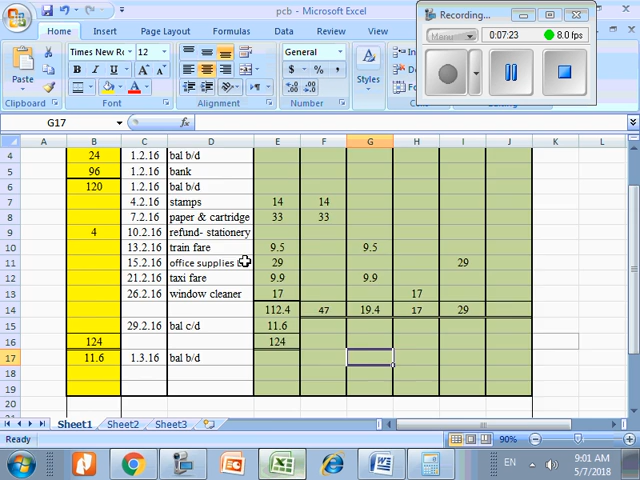 pcb - Microsoft Excel
Recording...
Menu
0:07:23
8.0 fps
Home
Insert
Page Layout
Formulas
Times New Ro
12
General
Paste
B I U A A
$ % ,
Styles
Clipboard
Font
Alignment
Number
G17
fx
A B C D E F G H I J K L
4 24 1.2.16 bal b/d
5 96 1.2.16 bank
6 120 1.2.16 bal b/d
7 4.2.16 stamps 14 14
8 7.2.16 paper & cartridge 33 33
9 4 10.2.16 refund- stationery
10 13.2.16 train fare 9.5 9.5
11 15.2.16 office supplies 29 29
12 21.2.16 taxi fare 9.9 9.9
13 26.2.16 window cleaner 17 17
14 112.4 47 19.4 17 29
15 29.2.16 bal c/d 11.6
16 124 124
17 11.6 1.3.16 bal b/d
18
19
20
Sheet1 Sheet2 Sheet3
Ready
90%
EN
9:01 AM
5/7/2018